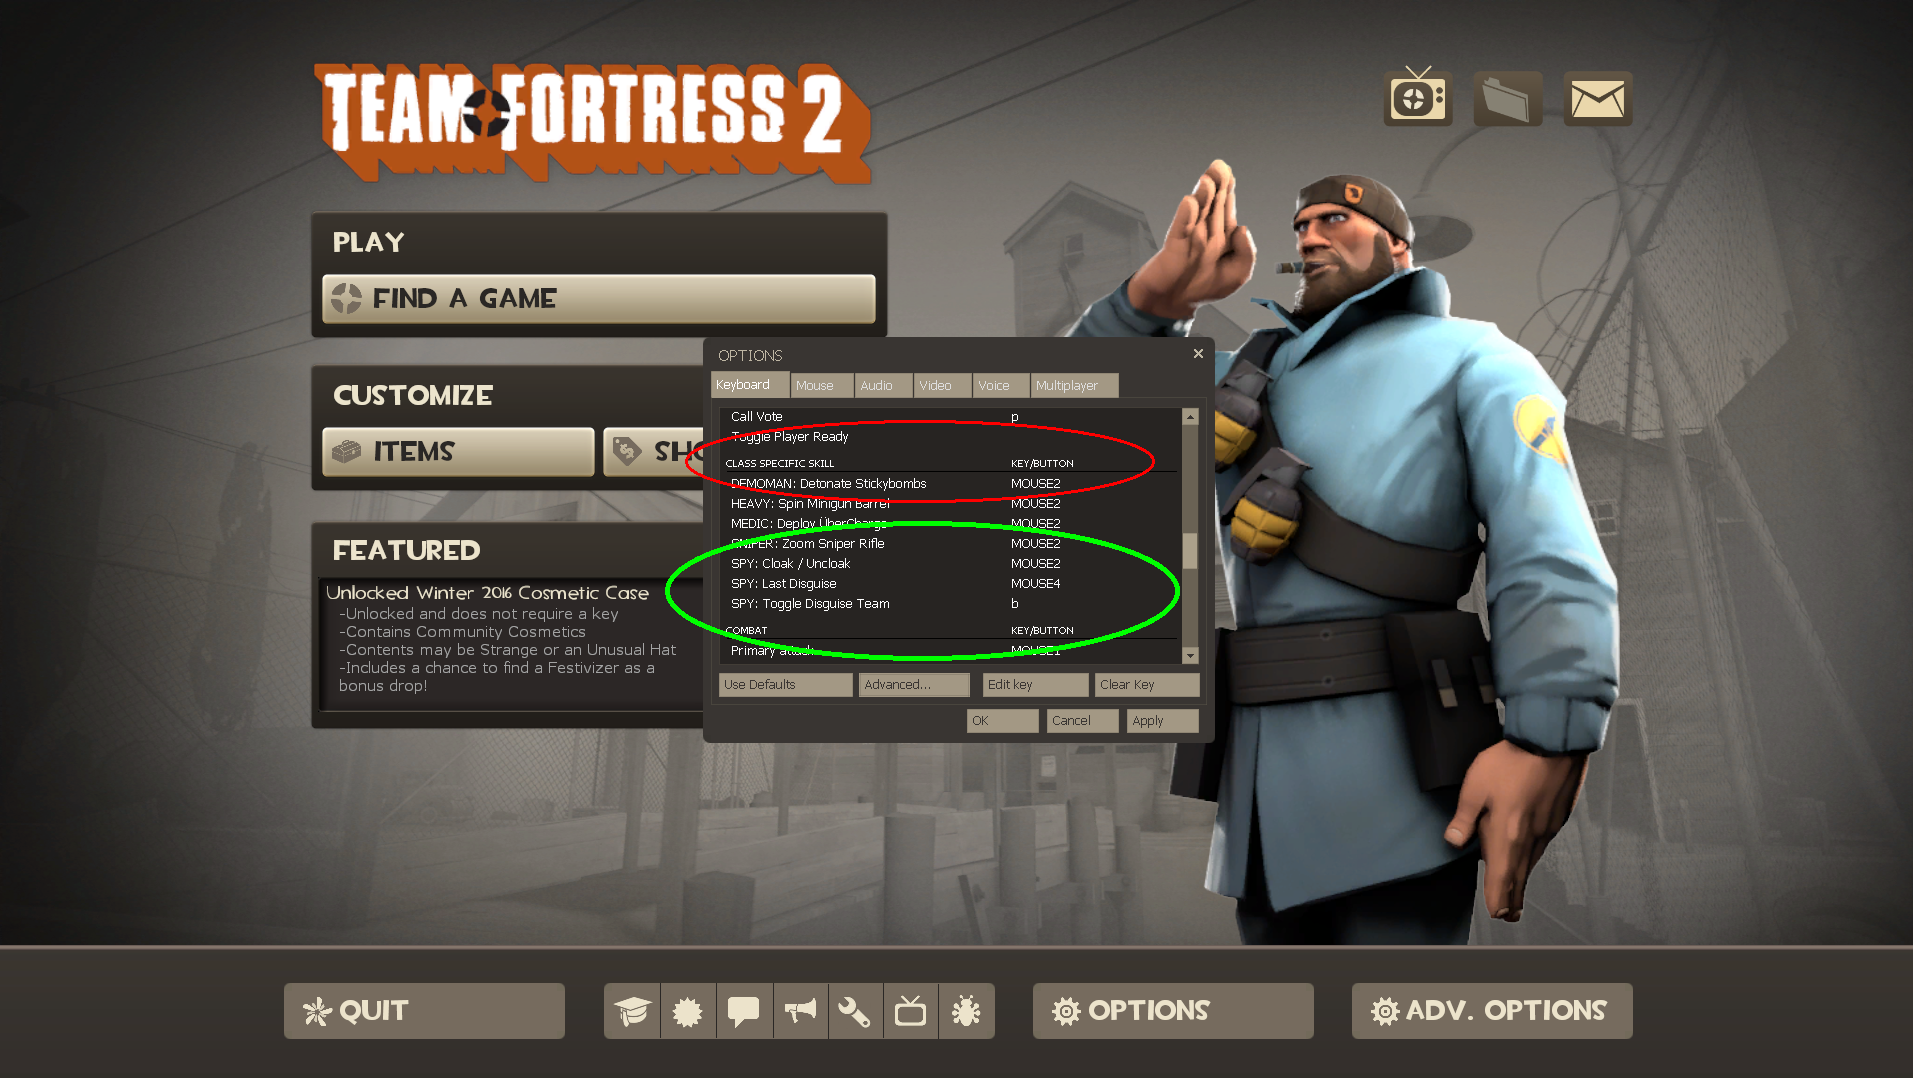 TEAM FORTRESS 2
PLAY
FIND A GAME
CUSTOMIZE
ITEMS
FEATURED
Unlocked Winter 2016 Cosmetic Case
-Unlocked and does not require a key
-Contains Community Cosmetics
-Contents may be Strange or an Unusual Hat
-Includes a chance to find a Festivizer as a
bonus drop!
OPTIONS
Keyboard Mouse Audio Video Voice Multiplayer
Call Vote p
Toggle Player Ready
CLASS SPECIFIC SKILL KEY/BUTTON
DEMOMAN: Detonate Stickybombs MOUSE2
HEAVY: Spin Minigun Barrel MOUSE2
MEDIC: Deploy ÜberCharge MOUSE2
SNIPER: Zoom Sniper Rifle MOUSE2
SPY: Cloak / Uncloak MOUSE2
SPY: Last Disguise MOUSE4
SPY: Toggle Disguise Team b
COMBAT KEY/BUTTON
Primary attack MOUSE1
Use Defaults Advanced... Edit key Clear Key
OK Cancel Apply
QUIT OPTIONS ADV. OPTIONS